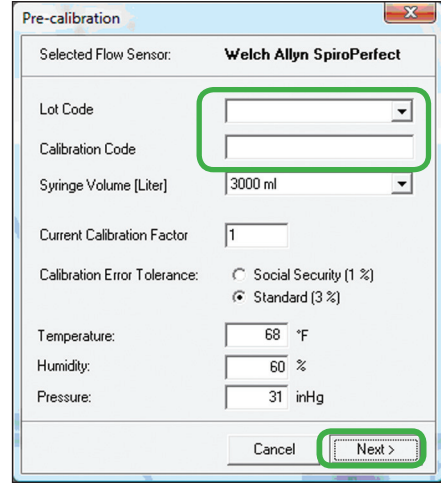 Pre-calibration
Selected Flow Sensor: Welch Allyn SpiroPerfect
Lot Code
Calibration Code
Syringe Volume [Liter] 3000 ml
Current Calibration Factor 1
Calibration Error Tolerance: Social Security (1 %)
Standard (3 %)
Temperature: 68 °F
Humidity: 60 %
Pressure: 31 inHg
Cancel Next >